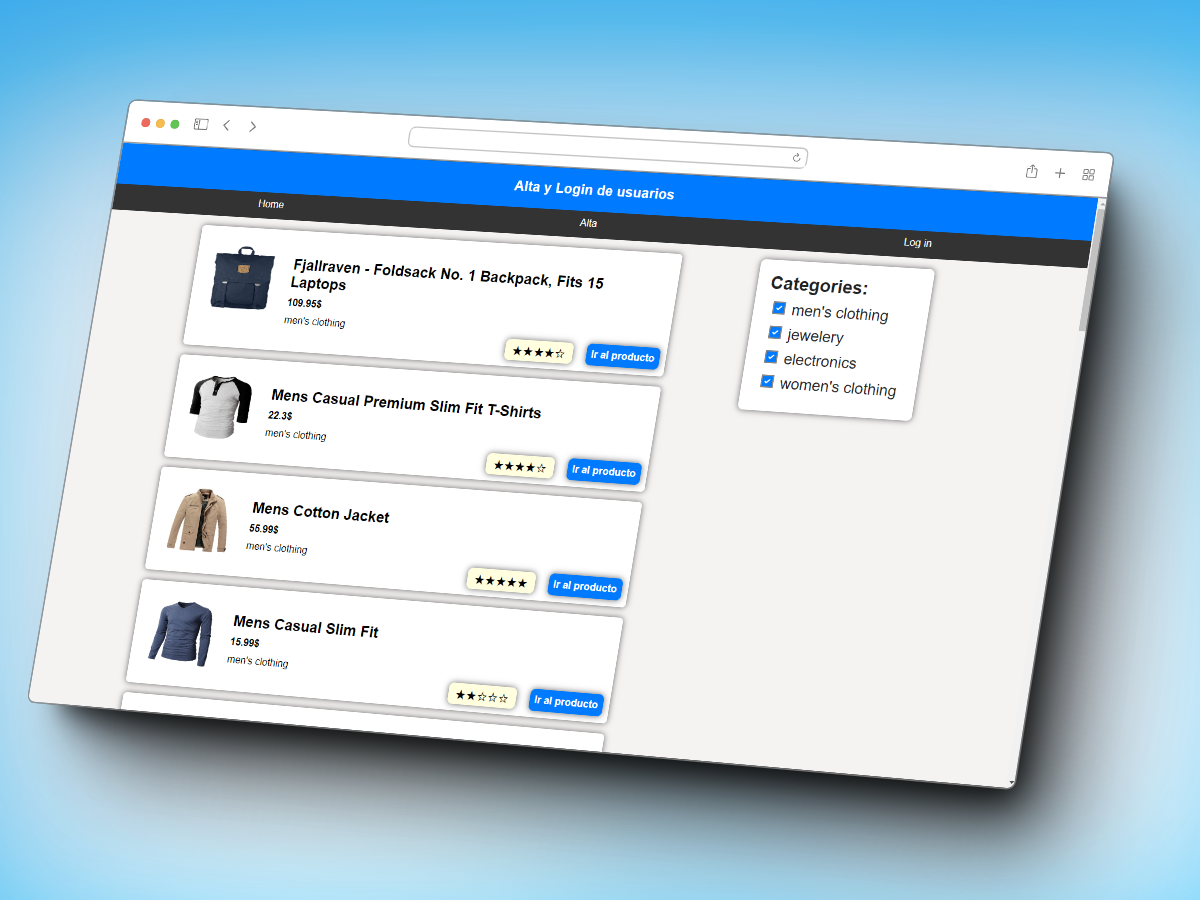 Alta y Login de usuarios
Home
Alta
Log in
Fjallraven - Foldsack No. 1 Backpack, Fits 15
Laptops
109.95$
men's clothing
★★★★☆
Ir al producto
Mens Casual Premium Slim Fit T-Shirts
22.3$
men's clothing
★★★★☆
Ir al producto
Mens Cotton Jacket
55.99$
men's clothing
★★★★★
Ir al producto
Mens Casual Slim Fit
15.99$
men's clothing
★★☆☆☆
Ir al producto
Categories:
men's clothing
jewelery
electronics
women's clothing